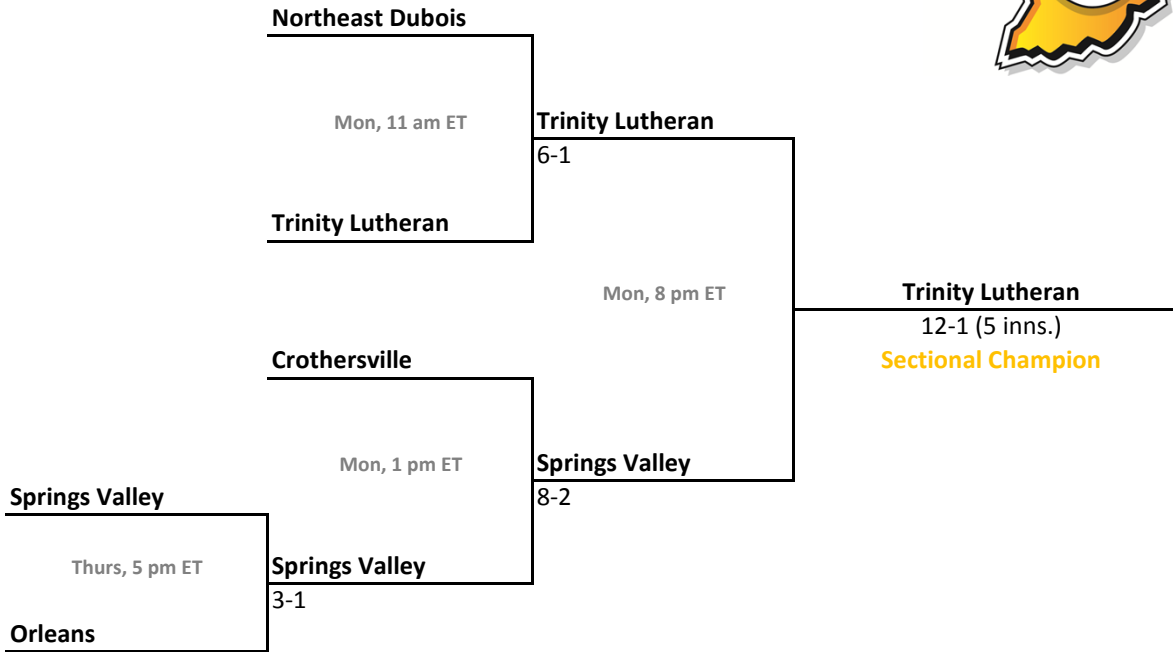 Northeast Dubois
Mon, 11 am ET
Trinity Lutheran
6-1
Trinity Lutheran
Mon, 8 pm ET
Trinity Lutheran
12-1 (5 inns.)
Sectional Champion
Crothersville
Mon, 1 pm ET
Springs Valley
8-2
Springs Valley
Thurs, 5 pm ET
Springs Valley
3-1
Orleans